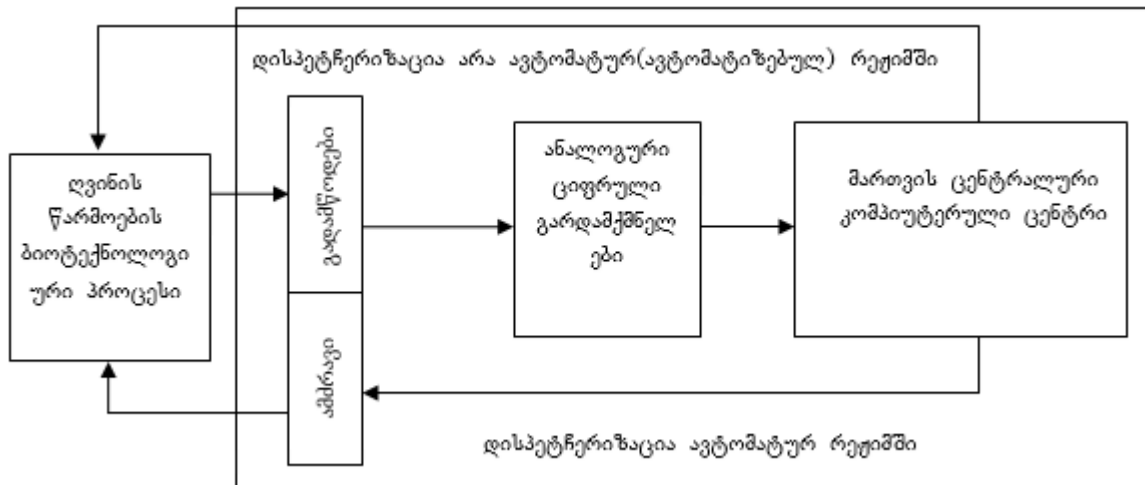 დისპეტჩერიზაცია არა ავტომატურ(ავტომატიზებულ) რეჟიმში
ღვინის
წარმოების
ბიოტექნოლოგი
ური პროცესი
გადამწოდები
ამძრავი
ანალოგური
ციფრული
გარდამქმნელ
ები
მართვის ცენტრალური
კომპიუტერული ცენტრი
დისპეტჩერიზაცია ავტომატურ რეჟიმში